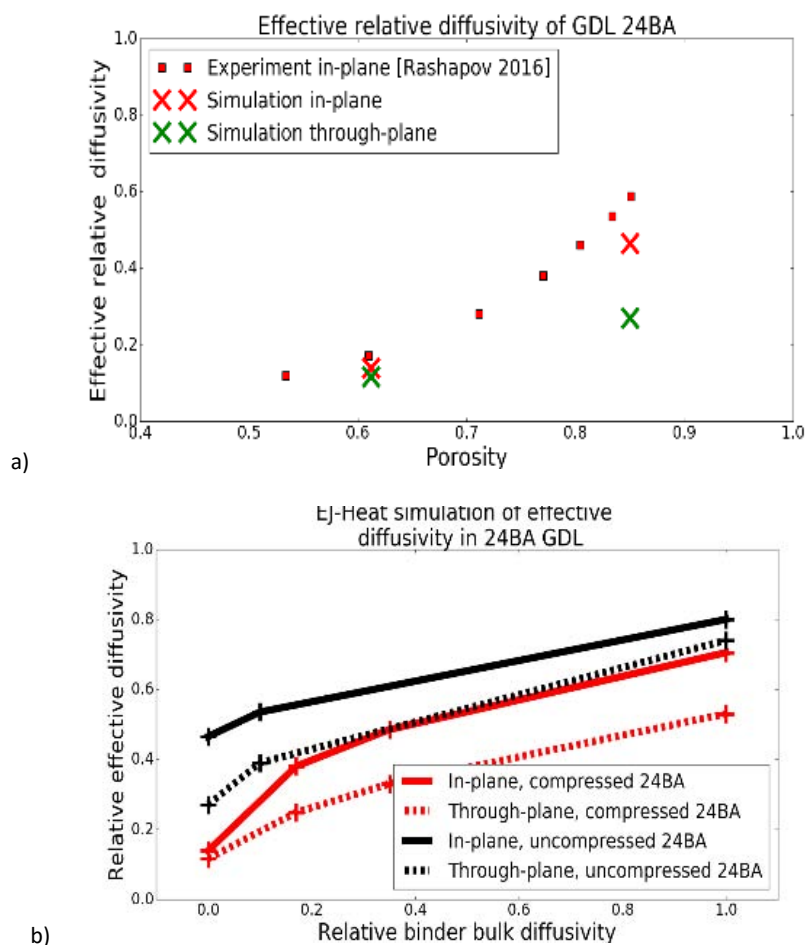 Effective relative diffusivity of GDL 24BA
1.0
0.8
0.6
0.4
0.2
0.0
Effective relative diffusivity
Experiment in-plane [Rashapov 2016]
Simulation in-plane
Simulation through-plane
0.4 0.5 0.6 0.7 0.8 0.9 1.0
Porosity
a)
EJ-Heat simulation of effective
diffusivity in 24BA GDL
1.0
0.8
0.6
0.4
0.2
0.0
Relative effective diffusivity
In-plane, compressed 24BA
Through-plane, compressed 24BA
In-plane, uncompressed 24BA
Through-plane, uncompressed 24BA
0.0 0.2 0.4 0.6 0.8 1.0
Relative binder bulk diffusivity
b)